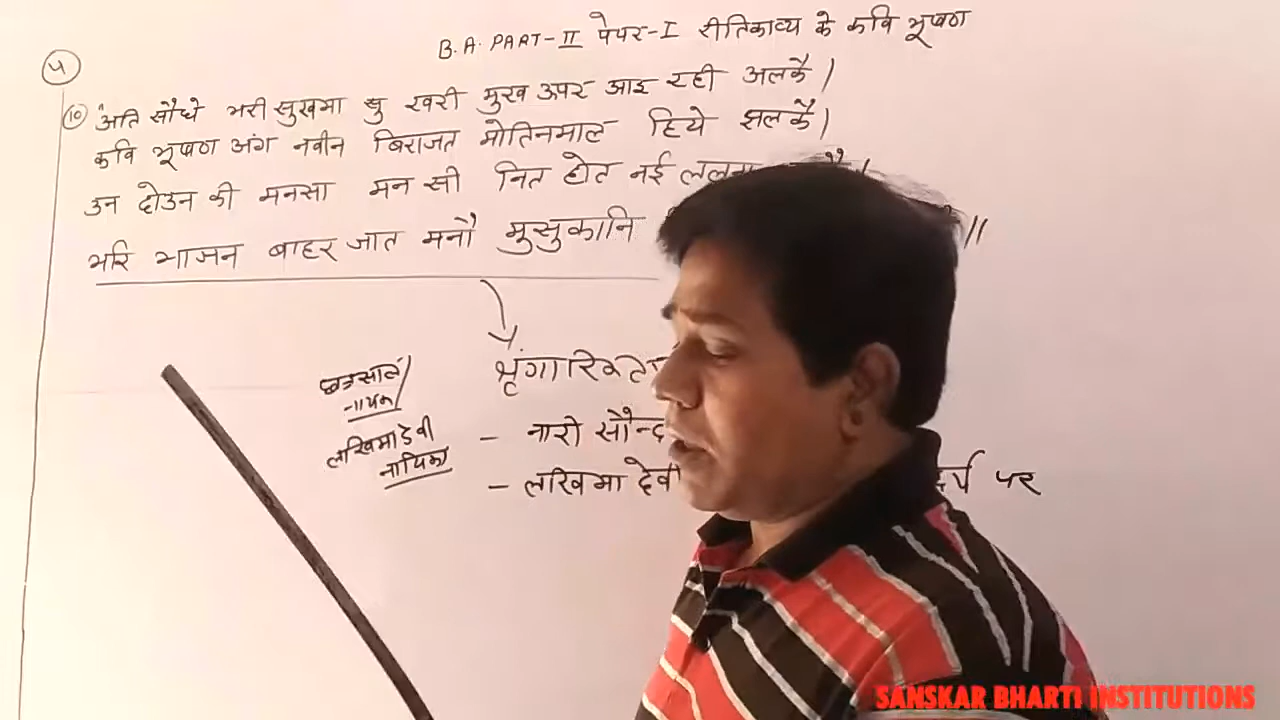 B.A. PART-II पेपर-I रीतिकाव्य के कवि भूषण
५
१० अति सौंधे भरी सुखमा सु खरी मुख ऊपर आइ रही अलकै।
कवि भूषण अंग नवीन बिराजत मोतिनमाल हिये झलकै।
उन दोउन की मनसा मन सी नित होत नई
भरि भाजन बाहर जात मनौ मुसुकानि ॥
छत्रसाल
नायक
लखिमा देवी
नायिका
- नारी
- लखिमा देवी पर
SANSKAR BHARTI INSTITUTIONS